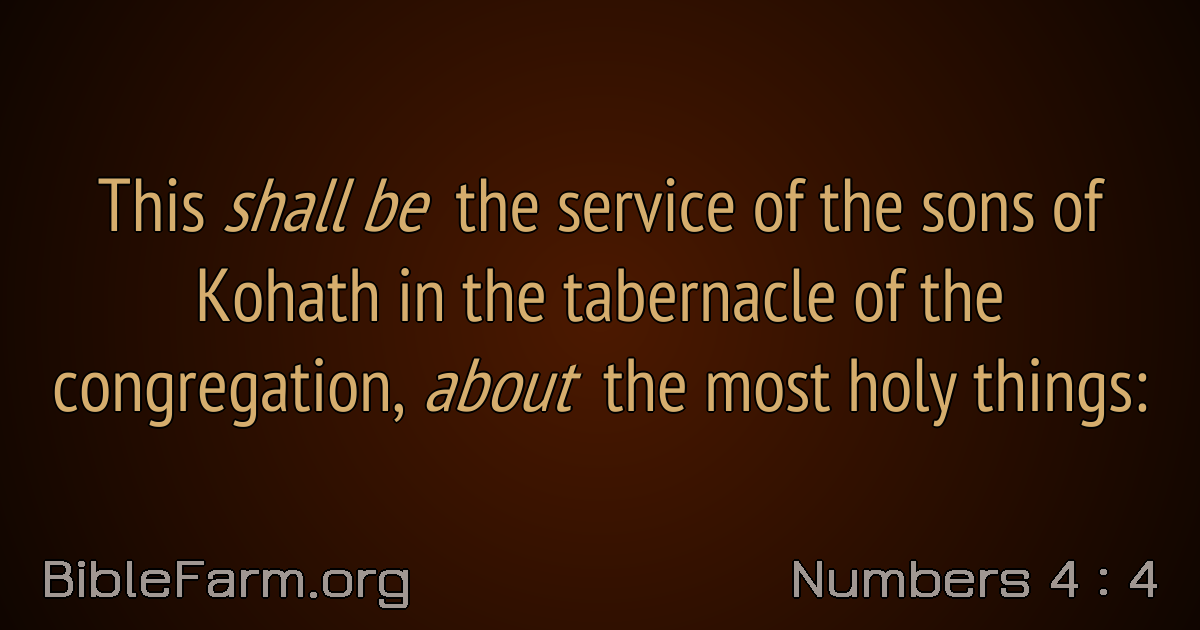 This shall be the service of the sons of
Kohath in the tabernacle of the
congregation, about the most holy things:
BibleFarm.org
Numbers 4 : 4